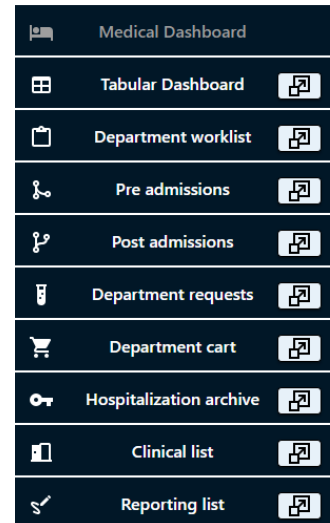 Medical Dashboard
Tabular Dashboard
Department worklist
Pre admissions
Post admissions
Department requests
Department cart
Hospitalization archive
Clinical list
Reporting list